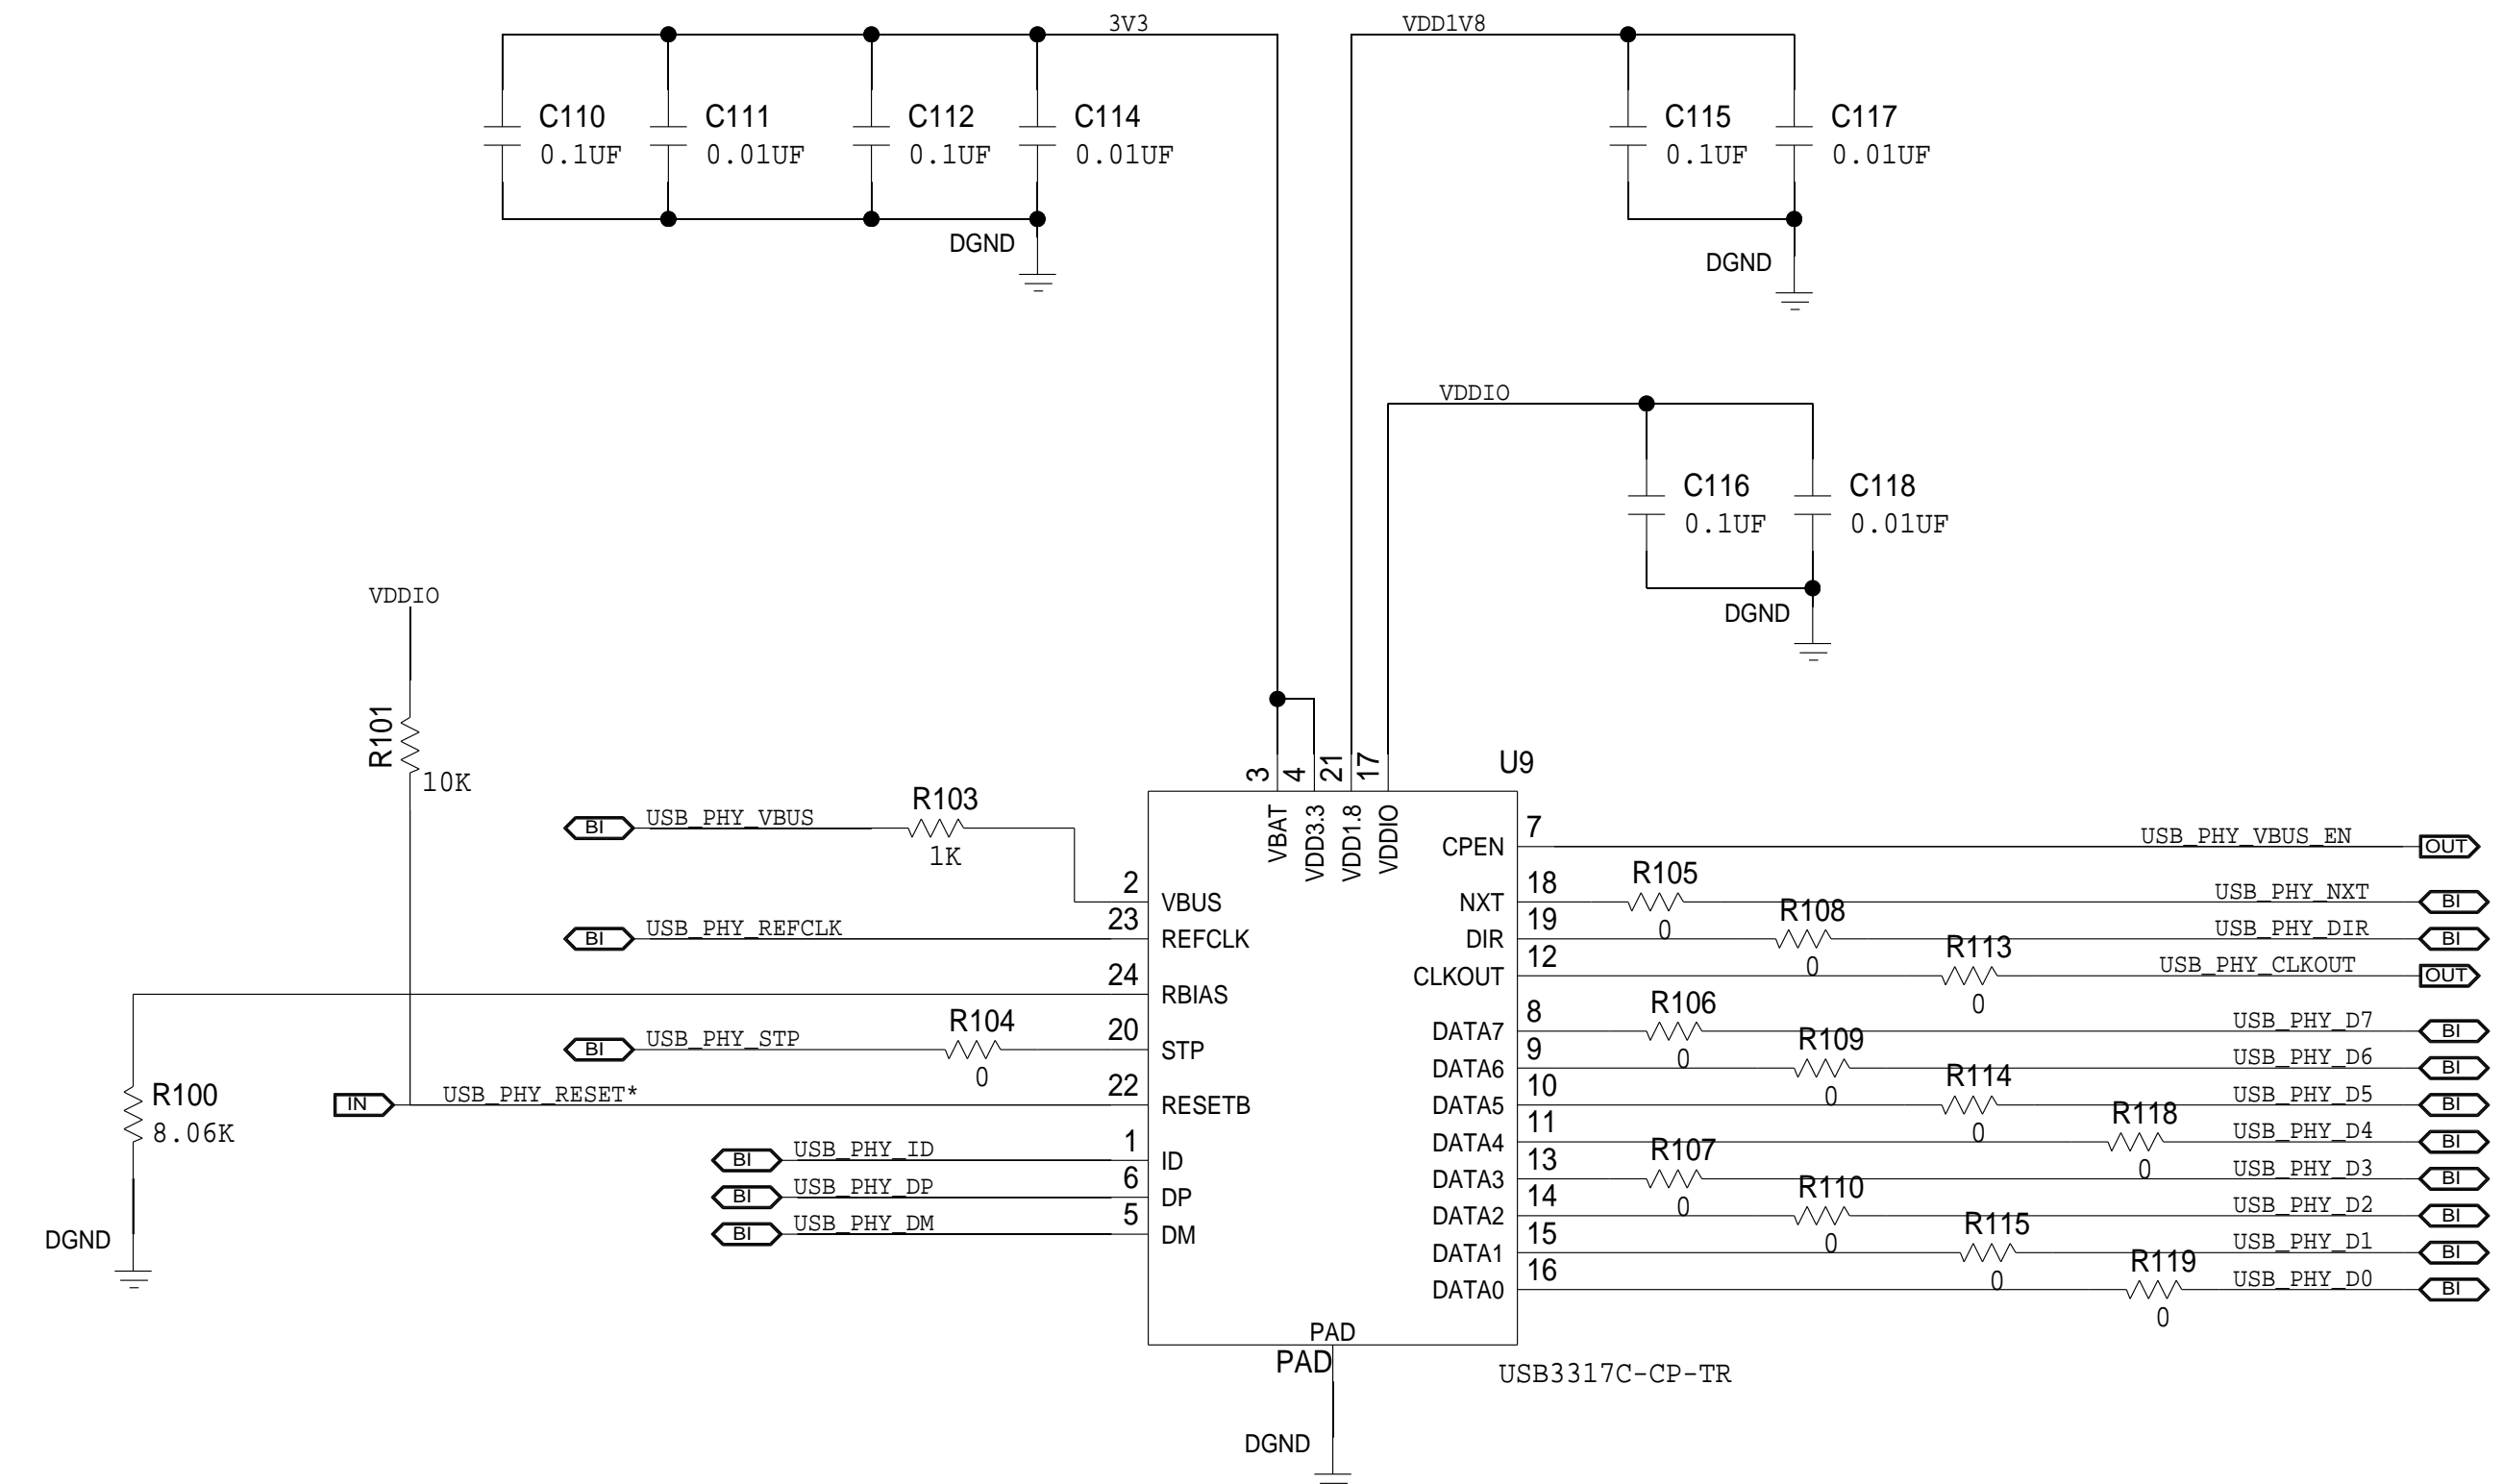 3V3
VDD1V8
C110
0.1UF
C111
0.01UF
C112
0.1UF
C114
0.01UF
C115
0.1UF
C117
0.01UF
DGND
DGND
VDDIO
C116
0.1UF
C118
0.01UF
DGND
VDDIO
R101
10K
3
4
21
17
U9
VBAT
VDD3.3
VDD1.8
VDDIO
BI
USB_PHY_VBUS
R103
1K
2
VBUS
BI
USB_PHY_REFCLK
23
REFCLK
24
RBIAS
BI
USB_PHY_STP
R104
0
20
STP
R100
8.06K
DGND
IN
USB_PHY_RESET*
22
RESETB
BI
USB_PHY_ID
1
ID
BI
USB_PHY_DP
6
DP
BI
USB_PHY_DM
5
DM
CPEN
7
USB_PHY_VBUS_EN
OUT
NXT
18
R105
0
USB_PHY_NXT
BI
DIR
19
R108
0
USB_PHY_DIR
BI
CLKOUT
12
R113
0
USB_PHY_CLKOUT
OUT
DATA7
8
R106
0
USB_PHY_D7
BI
DATA6
9
R109
0
USB_PHY_D6
BI
DATA5
10
R114
0
USB_PHY_D5
BI
DATA4
11
R118
0
USB_PHY_D4
BI
DATA3
13
R107
0
USB_PHY_D3
BI
DATA2
14
R110
0
USB_PHY_D2
BI
DATA1
15
R115
0
USB_PHY_D1
BI
DATA0
16
R119
0
USB_PHY_D0
BI
PAD
PAD
USB3317C-CP-TR
DGND